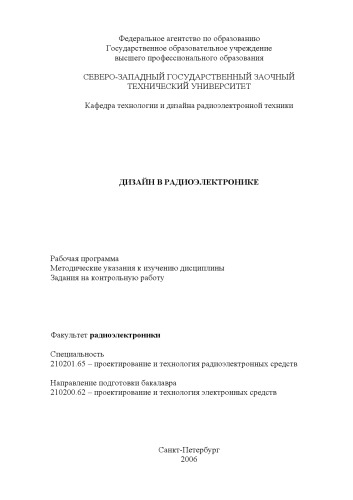 Федеральное агентство по образованию
Государственное образовательное учреждение
высшего профессионального образования
СЕВЕРО-ЗАПАДНЫЙ ГОСУДАРСТВЕННЫЙ ЗАОЧНЫЙ
ТЕХНИЧЕСКИЙ УНИВЕРСИТЕТ
Кафедра технологии и дизайна радиоэлектронной техники
ДИЗАЙН В РАДИОЭЛЕКТРОНИКЕ
Рабочая программа
Методические указания к изучению дисциплины
Задания на контрольную работу
Факультет радиоэлектроники
Специальность
210201.65 – проектирование и технология радиоэлектронных средств
Направление подготовки бакалавра
210200.62 – проектирование и технология электронных средств
Санкт-Петербург
2006